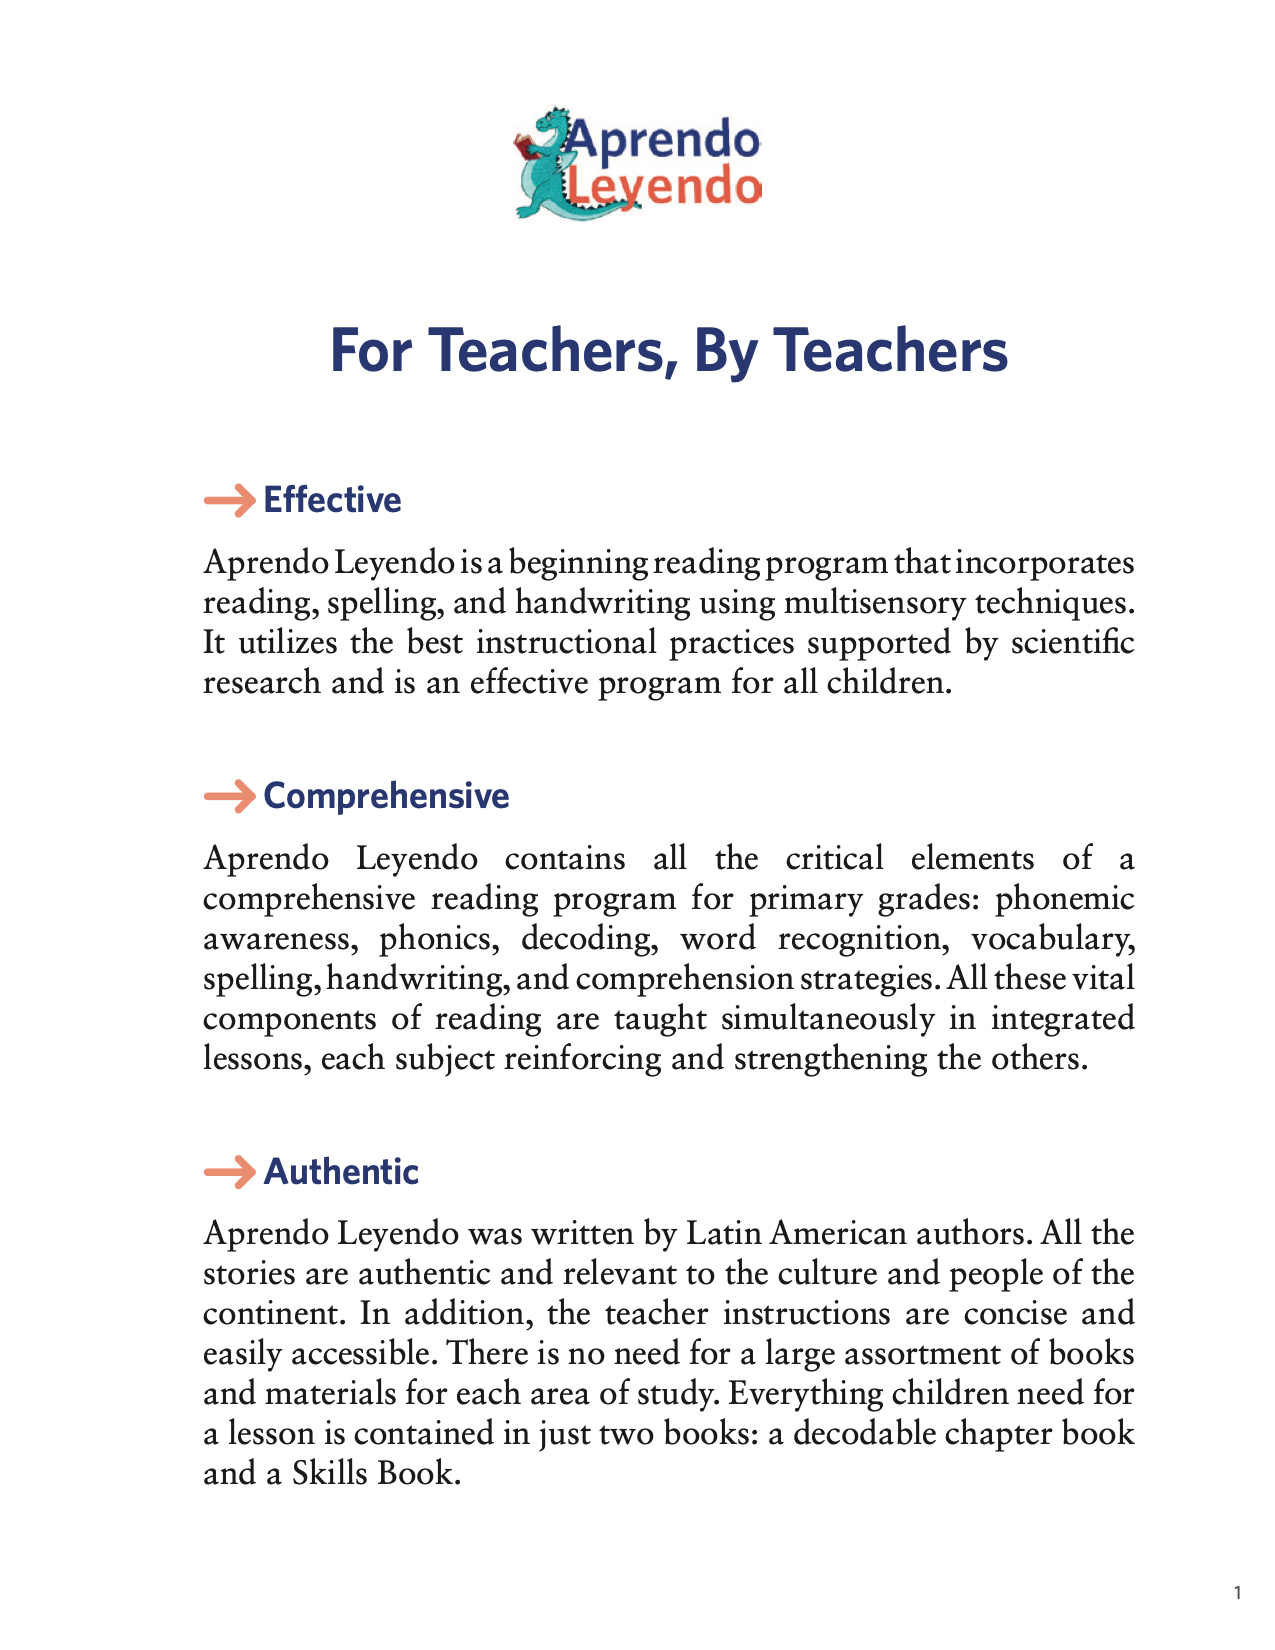 Aprendo
Leyendo
For Teachers, By Teachers
Effective
Aprendo Leyendo is a beginning reading program that incorporates
reading, spelling, and handwriting using multisensory techniques.
It utilizes the best instructional practices supported by scientific
research and is an effective program for all children.
Comprehensive
Aprendo Leyendo contains all the critical elements of a
comprehensive reading program for primary grades: phonemic
awareness, phonics, decoding, word recognition, vocabulary,
spelling, handwriting, and comprehension strategies. All these vital
components of reading are taught simultaneously in integrated
lessons, each subject reinforcing and strengthening the others.
Authentic
Aprendo Leyendo was written by Latin American authors. All the
stories are authentic and relevant to the culture and people of the
continent. In addition, the teacher instructions are concise and
easily accessible. There is no need for a large assortment of books
and materials for each area of study. Everything children need for
a lesson is contained in just two books: a decodable chapter book
and a Skills Book.
1